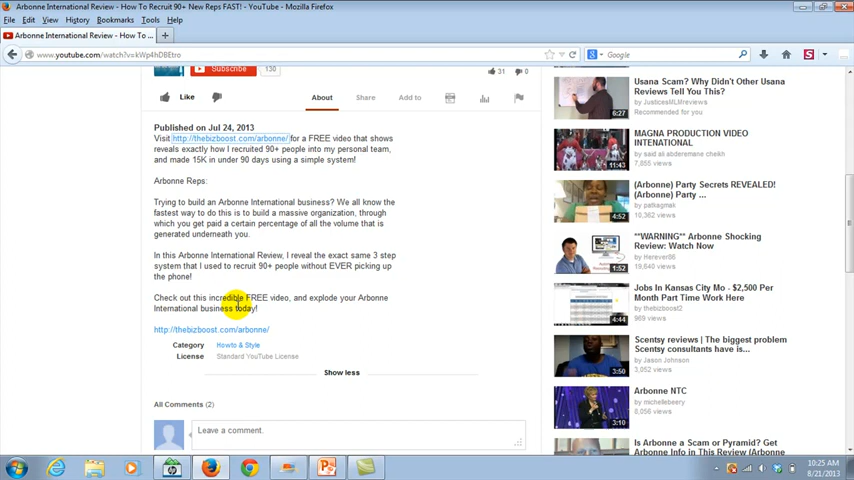 Arbonne International Review - How To Recruit 90+ New Reps FAST! - YouTube - Mozilla Firefox
File Edit View History Bookmarks Tools Help
Arbonne International Review - How To ...
www.youtube.com/watch?v=kWp4hDBEtro
Google
Subscribe 130
31 0
Like
About Share Add to
Published on Jul 24, 2013
Visit http://thebizboost.com/arbonne/ for a FREE video that shows
reveals exactly how I recruited 90+ people into my personal team,
and made 15K in under 90 days using a simple system!
Arbonne Reps:
Trying to build an Arbonne International business? We all know the
fastest way to do this is to build a massive organization, through
which you get paid a certain percentage of all the volume that is
generated underneath you.
In this Arbonne International Review, I reveal the exact same 3 step
system that I used to recruit 90+ people without EVER picking up
the phone!
Check out this incredible FREE video, and explode your Arbonne
International business today!
http://thebizboost.com/arbonne/
Category Howto & Style
License Standard YouTube License
Show less
All Comments (2)
Leave a comment.
Usana Scam? Why Didn't Other Usana
Reviews Tell You This?
by JusticesMLMreviews
Recommended for you
6:27
MAGNA PRODUCTION VIDEO
INTENATIONAL
by said ali abderemane cheikh
11:43
(Arbonne) Party Secrets REVEALED!
(Party ...
by patkagmak
10,362 views
4:52
**WARNING** Arbonne Shocking
Review: Watch Now
by Herever86
19,640 views
1:52
Jobs In Kansas City Mo - $2,500 Per
Month Part Time Work Here
by thebizboost2
969 views
4:44
Scentsy reviews | The biggest problem
Scentsy leaders have is...
by Jason Johnson
3,052 views
3:50
Arbonne NTC
by michellebeery
8,056 views
3:10
Is Arbonne a Scam or Pyramid? Get
Arbonne Info in This Review (Arbonne
10:25 AM
8/21/2013